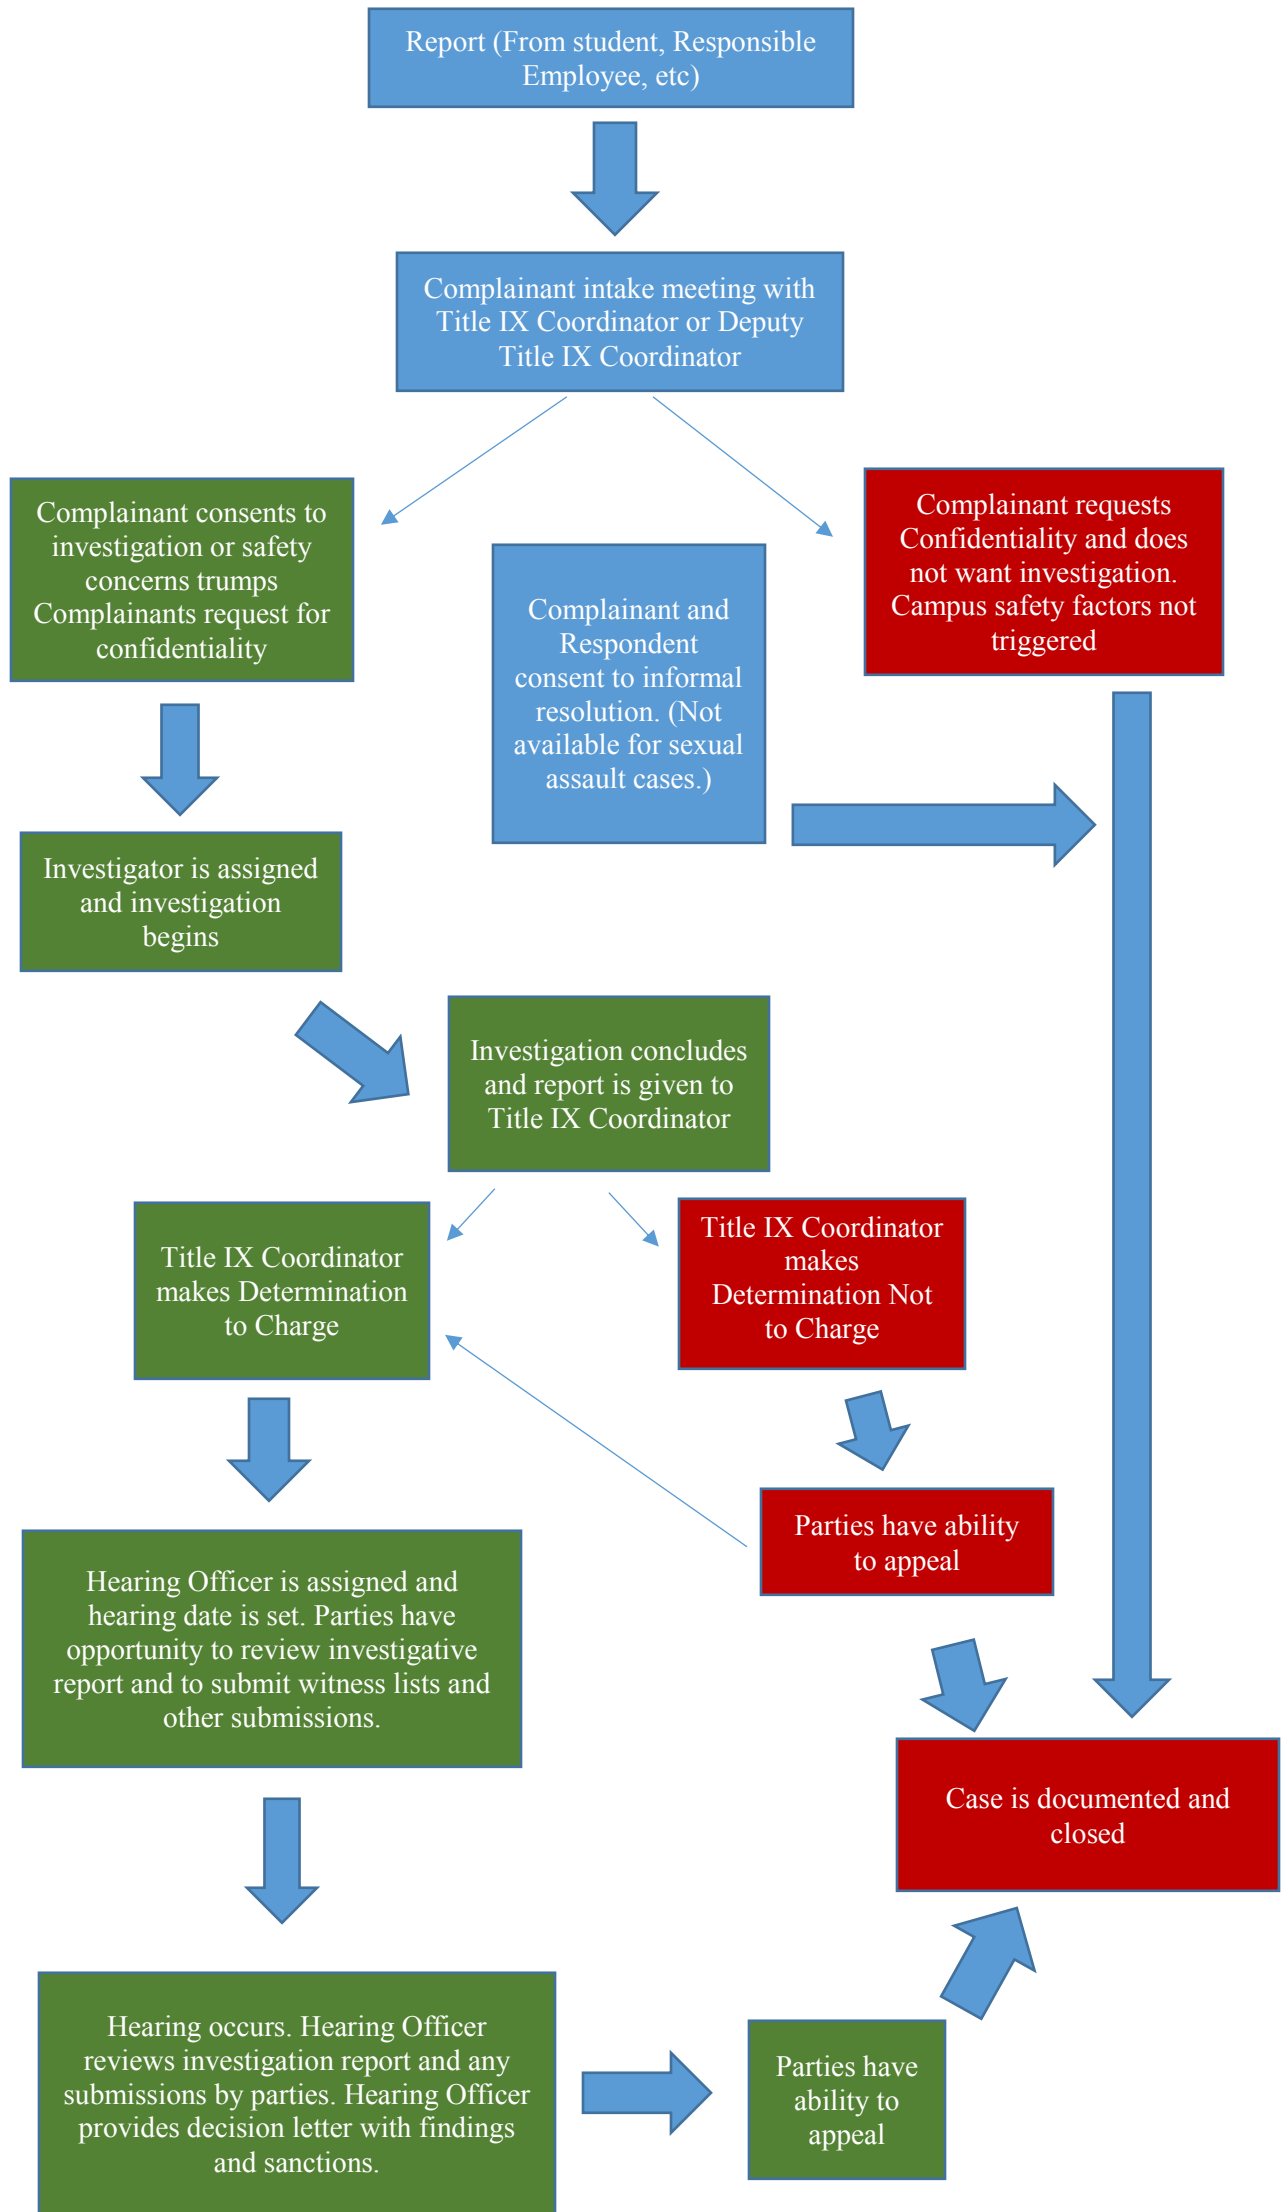 Report (From student, Responsible
Employee, etc)
Complainant intake meeting with
Title IX Coordinator or Deputy
Title IX Coordinator
Complainant consents to
investigation or safety
concerns trumps
Complainants request for
confidentiality
Complainant requests
Confidentiality and does
not want investigation.
Campus safety factors not
triggered
Complainant and
Respondent
consent to informal
resolution. (Not
available for sexual
assault cases.)
Investigator is assigned
and investigation
begins
Investigation concludes
and report is given to
Title IX Coordinator
Title IX Coordinator
makes Determination
to Charge
Title IX Coordinator
makes
Determination Not
to Charge
Parties have ability
to appeal
Hearing Officer is assigned and
hearing date is set. Parties have
opportunity to review investigative
report and to submit witness lists and
other submissions.
Case is documented and
closed
Hearing occurs. Hearing Officer
reviews investigation report and any
submissions by parties. Hearing Officer
provides decision letter with findings
and sanctions.
Parties have
ability to
appeal